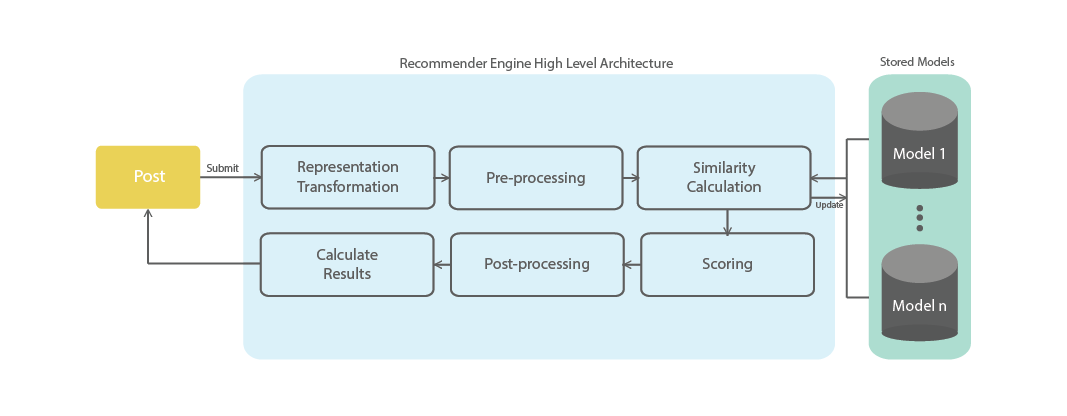 Recommender Engine High Level Architecture
Stored Models
Post
Submit
Representation
Transformation
Pre-processing
Similarity
Calculation
Update
Model 1
Model n
Calculate
Results
Post-processing
Scoring